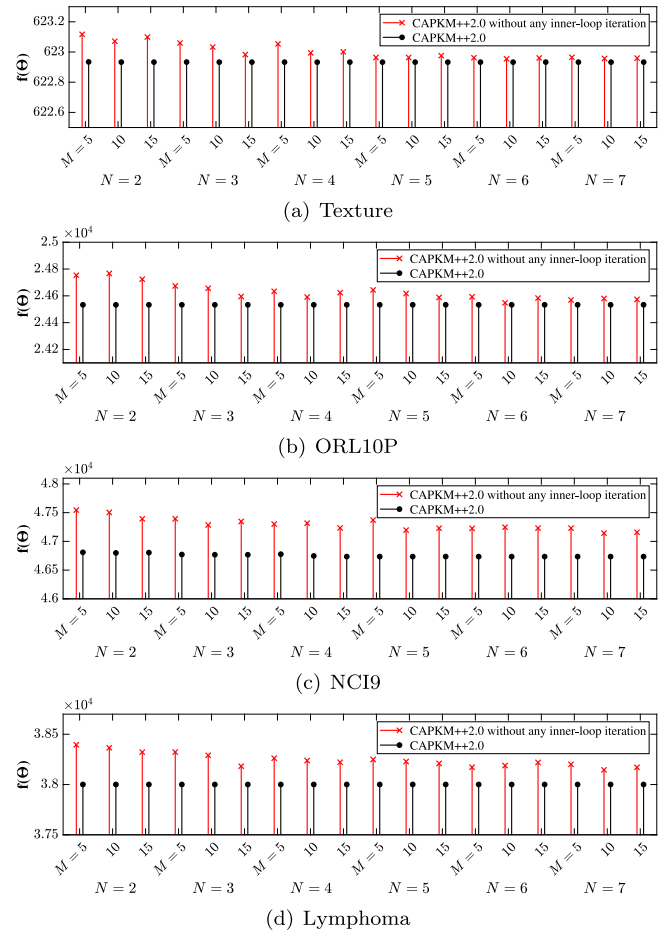 623.2
623
622.8
622.6
f(Θ)
CAPKM++2.0 without any inner-loop iteration
CAPKM++2.0
M = 5 10 15 M = 5 10 15 M = 5 10 15 M = 5 10 15 M = 5 10 15 M = 5 10 15
N = 2 N = 3 N = 4 N = 5 N = 6 N = 7
(a) Texture
×10⁴
2.5
2.48
2.46
2.44
2.42
f(Θ)
CAPKM++2.0 without any inner-loop iteration
CAPKM++2.0
M = 5 10 15 M = 5 10 15 M = 5 10 15 M = 5 10 15 M = 5 10 15 M = 5 10 15
N = 2 N = 3 N = 4 N = 5 N = 6 N = 7
(b) ORL10P
×10⁴
4.8
4.75
4.7
4.65
4.6
f(Θ)
CAPKM++2.0 without any inner-loop iteration
CAPKM++2.0
M = 5 10 15 M = 5 10 15 M = 5 10 15 M = 5 10 15 M = 5 10 15 M = 5 10 15
N = 2 N = 3 N = 4 N = 5 N = 6 N = 7
(c) NCI9
×10⁴
3.85
3.8
3.75
f(Θ)
CAPKM++2.0 without any inner-loop iteration
CAPKM++2.0
M = 5 10 15 M = 5 10 15 M = 5 10 15 M = 5 10 15 M = 5 10 15 M = 5 10 15
N = 2 N = 3 N = 4 N = 5 N = 6 N = 7
(d) Lymphoma